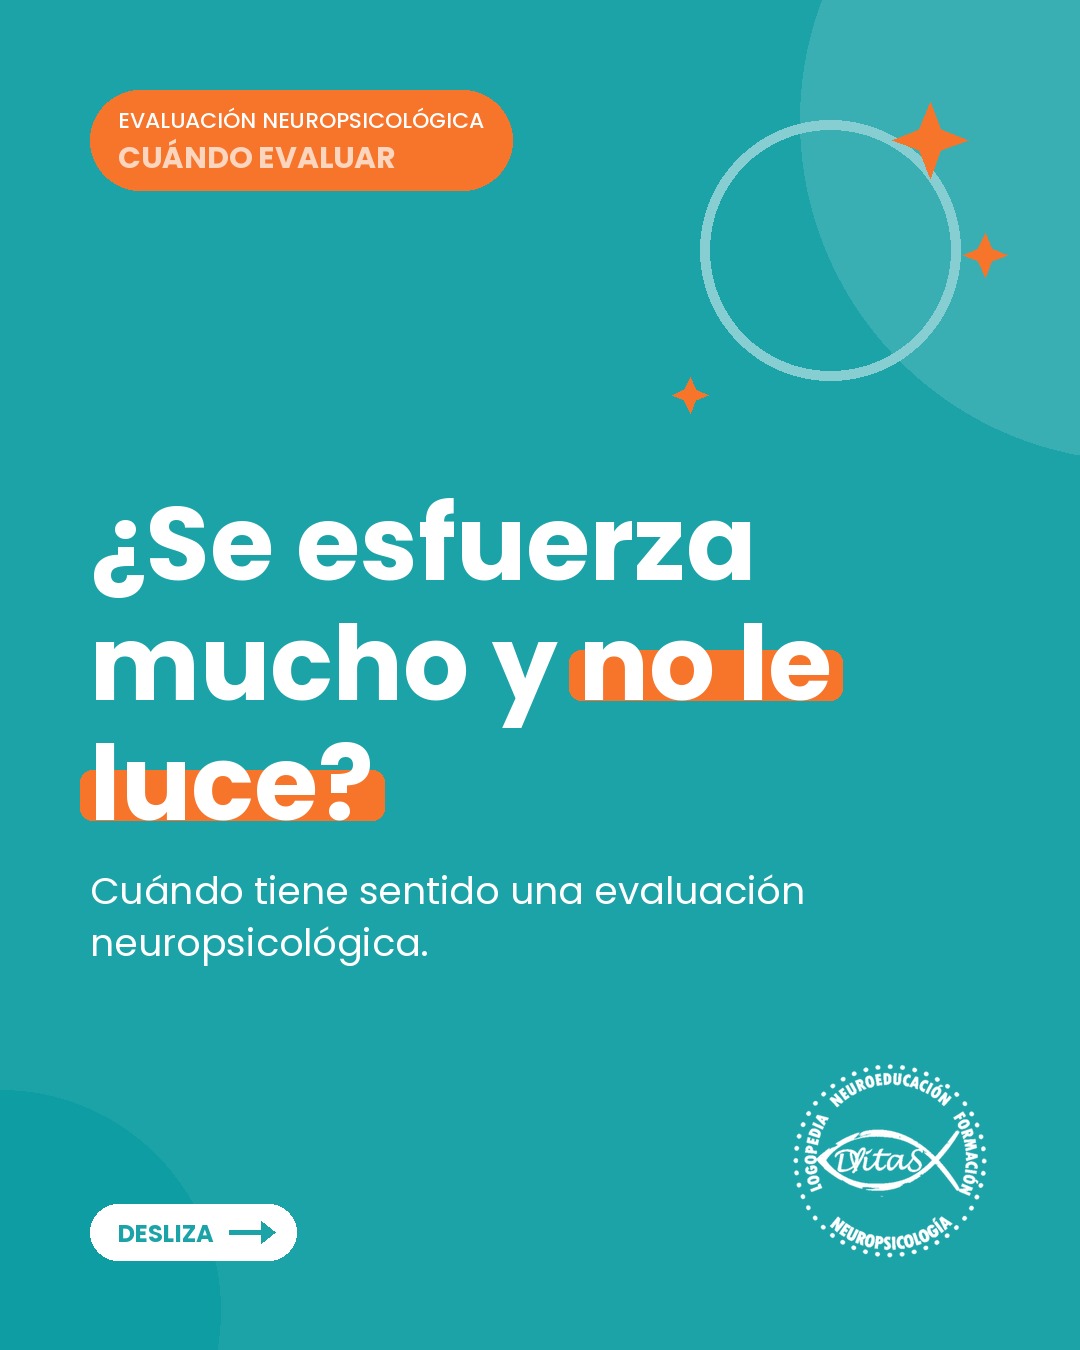 EVALUACIÓN NEUROPSICOLÓGICA
CUÁNDO EVALUAR
¿Se esfuerza
mucho y no le
luce?
Cuándo tiene sentido una evaluación
neuropsicológica.
DESLIZA
LOGOPEDIA
NEUROEDUCACIÓN
FORMACIÓN
NEUROPSICOLOGÍA